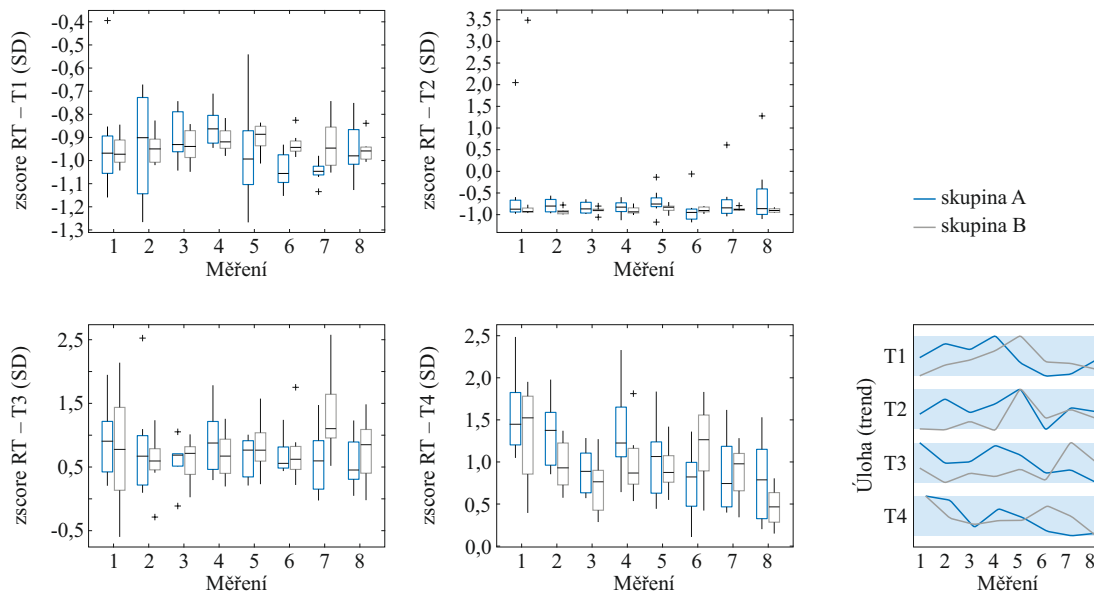 -0,4
-0,5
-0,6
-0,7
-0,8
-0,9
-1,0
-1,1
-1,2
-1,3
zscore RT – T1 (SD)
1 2 3 4 5 6 7 8
Měření
3,5
3,0
2,5
2,0
1,5
1,0
0,5
0,0
-0,5
-1,0
zscore RT – T2 (SD)
1 2 3 4 5 6 7 8
Měření
skupina A
skupina B
2,5
1,5
0,5
-0,5
zscore RT – T3 (SD)
1 2 3 4 5 6 7 8
Měření
2,5
2,0
1,5
1,0
0,5
0,0
zscore RT – T4 (SD)
1 2 3 4 5 6 7 8
Měření
T1
T2
T3
T4
Úloha (trend)
1 2 3 4 5 6 7 8
Měření